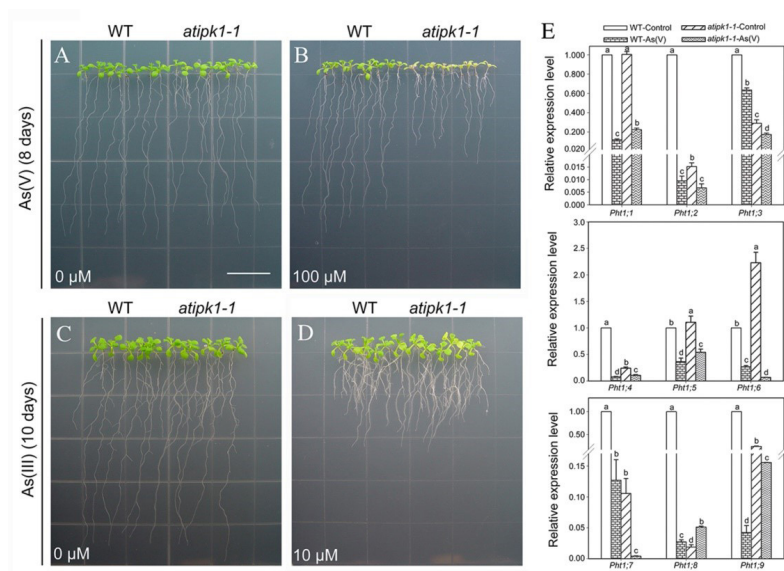 WT atipk1-1 WT atipk1-1
A
B
As(V) (8 days)
0 µM
100 µM
WT atipk1-1 WT atipk1-1
C
D
As(III) (10 days)
0 µM
10 µM
E
WT-Control atipk1-1-Control
WT-As(V) atipk1-1-As(V)
Relative expression level
1.000
0.800
0.600
0.400
0.200
0.020
0.015
0.010
0.005
0.000
a c a b
a c b c
a b c d
Pht1;1 Pht1;2 Pht1;3
Relative expression level
3.0
2.5
2.0
1.5
1.0
0.5
0.0
a d b c
b d a c
b c a d
Pht1;4 Pht1;5 Pht1;6
Relative expression level
1.00
0.50
0.15
0.10
0.05
0.00
a b b c
a c d b
a d b c
Pht1;7 Pht1;8 Pht1;9